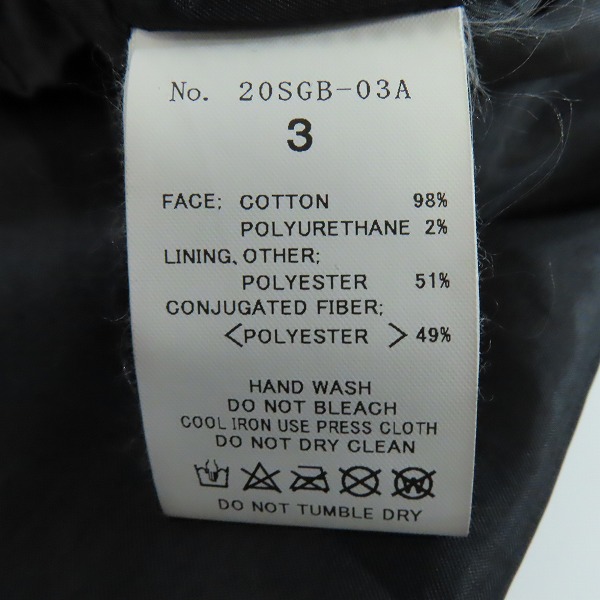 No. 20SGB-03A
3
FACE; COTTON 98%
POLYURETHANE 2%
LINING、OTHER;
POLYESTER 51%
CONJUGATED FIBER;
<POLYESTER > 49%
HAND WASH
DO NOT BLEACH
COOL IRON USE PRESS CLOTH
DO NOT DRY CLEAN
W
DO NOT TUMBLE DRY